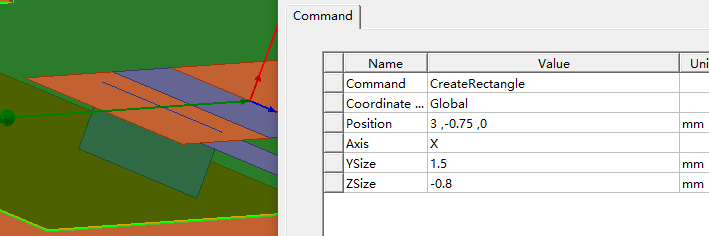 Command
Name Value Uni
Command CreateRectangle
Coordinate ... Global
Position 3 ,-0.75 ,0 mm
Axis X
YSize 1.5 mm
ZSize -0.8 mm